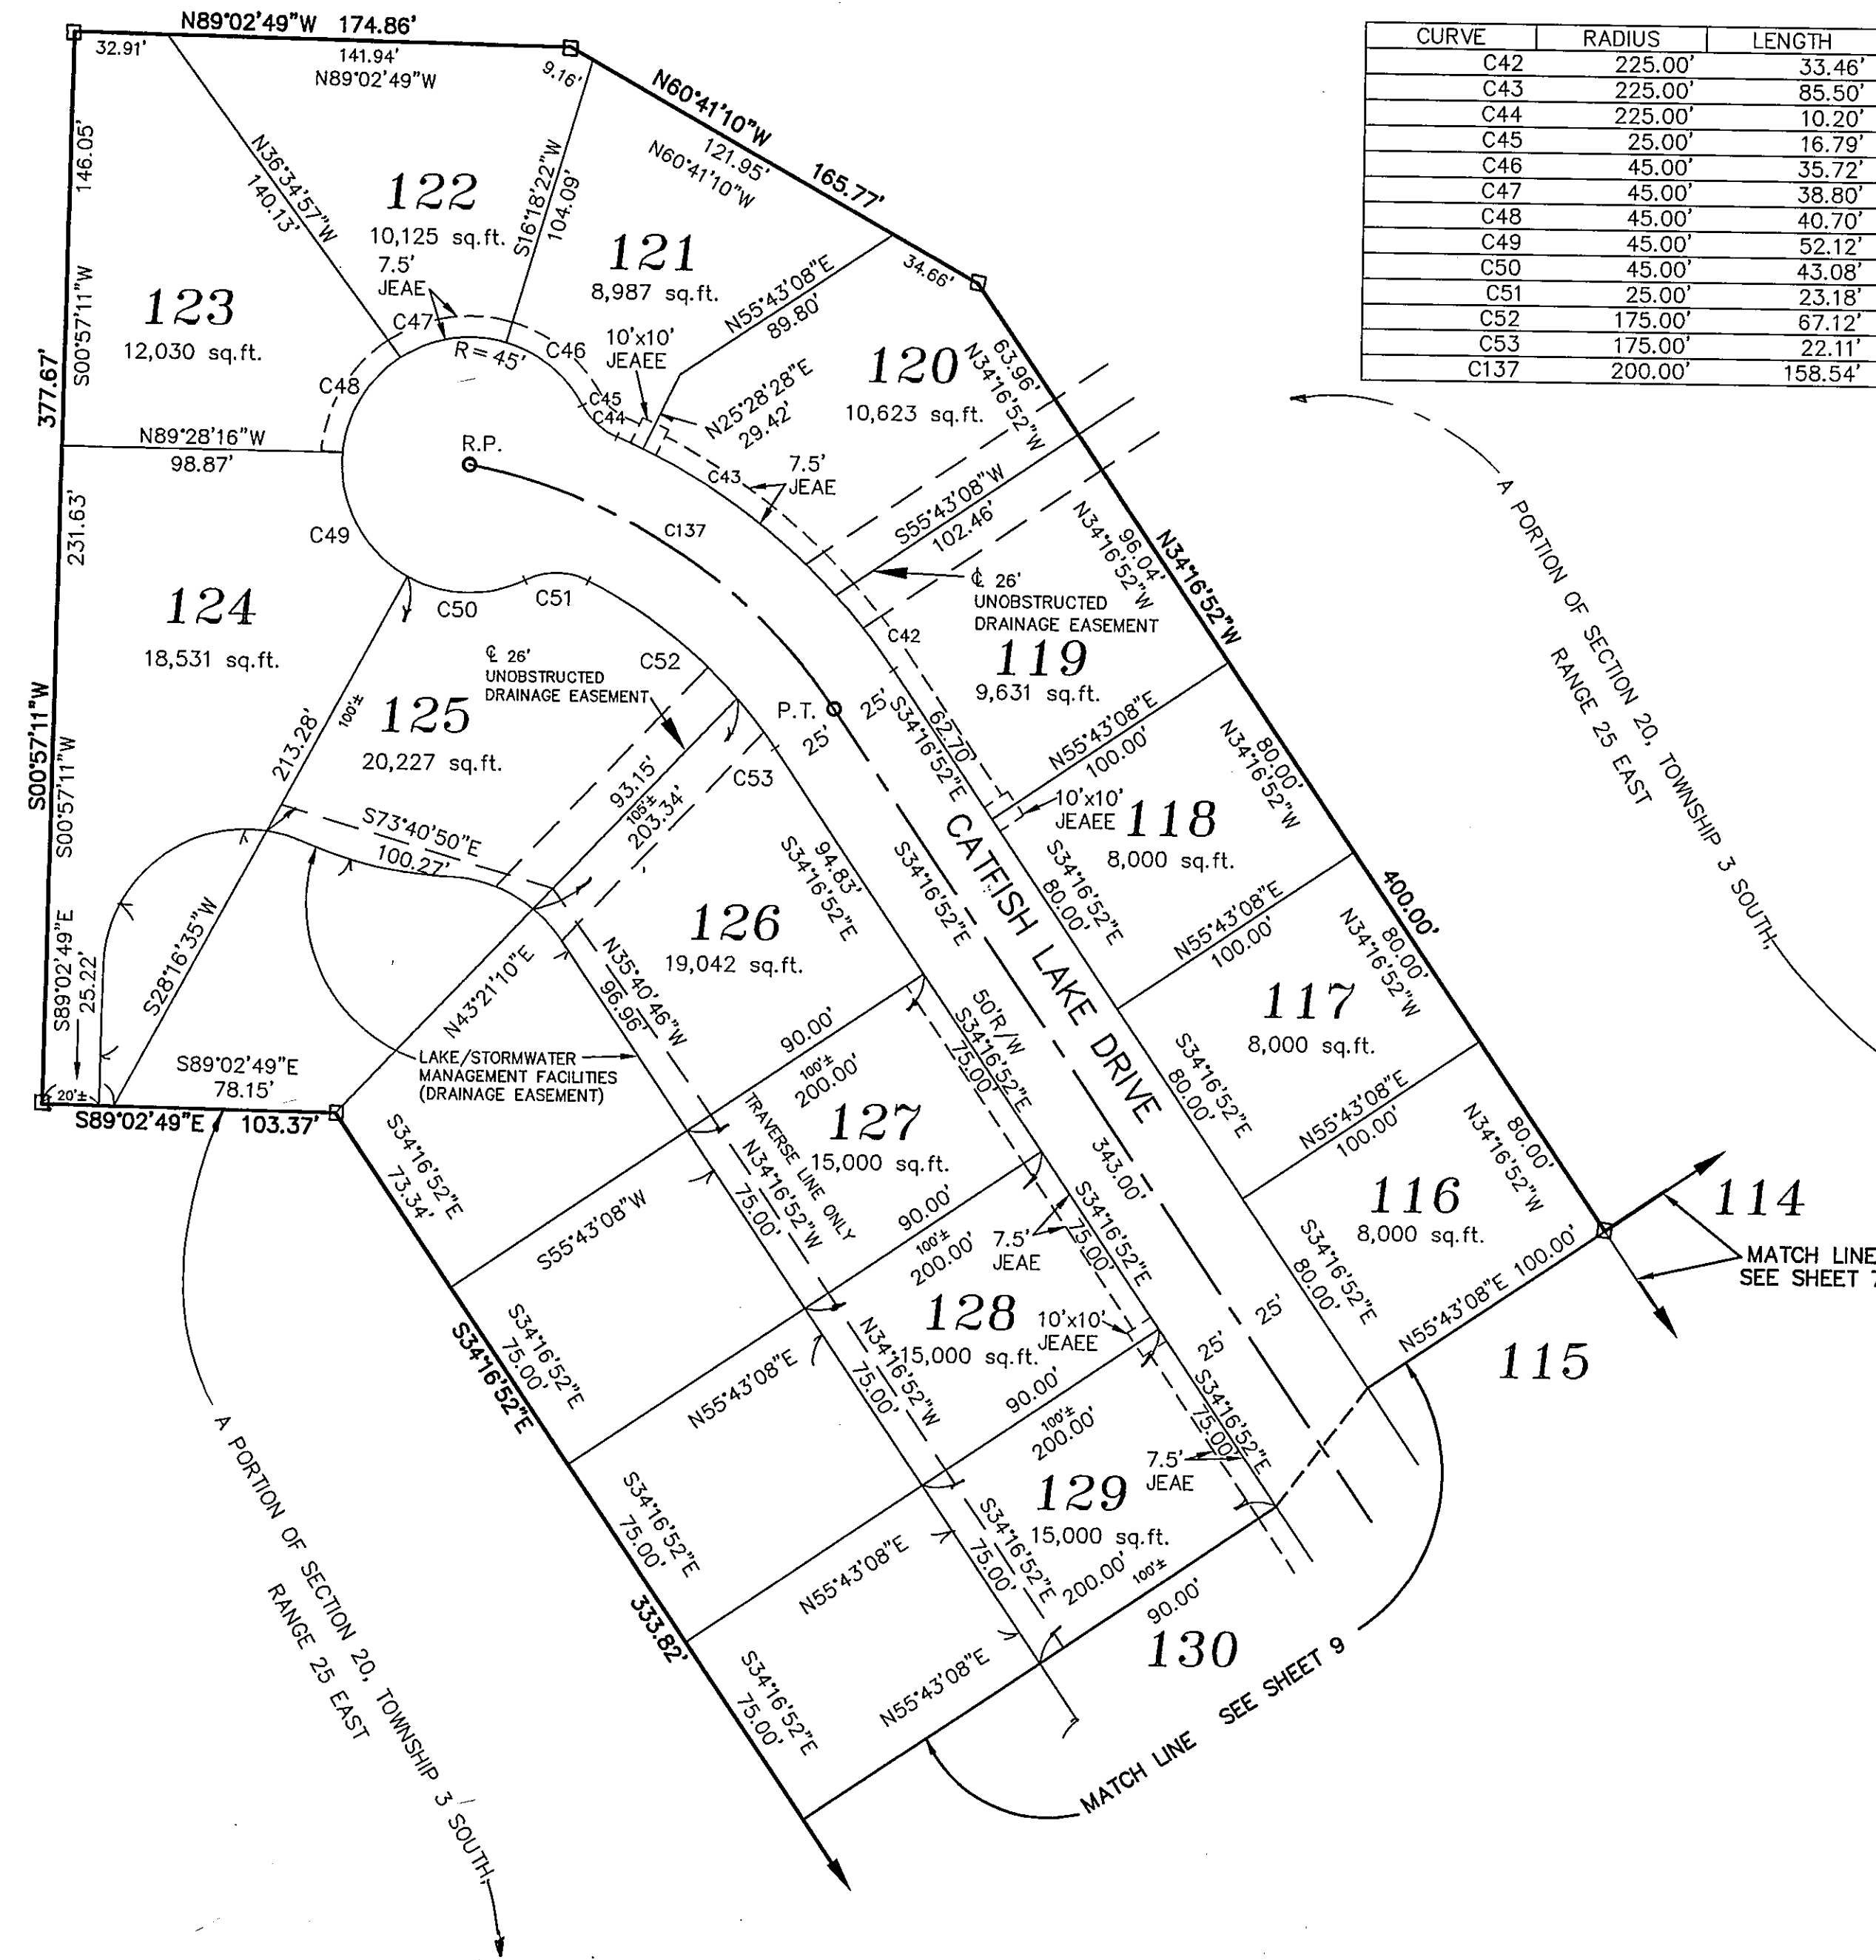 N89°02'49"W 174.86'
32.91'
141.94'
N89°02'49"W
9.16'
N60°41'10"W
165.77'
121.95'
N60°41'10"W
146.05'
S00°57'11"W
377.67'
N36°34'57"W
140.13'
122
10,125 sq.ft.
7.5'
JEAE
S16°18'22"W
104.09'
121
8,987 sq.ft.
N55°43'08"E
89.80'
34.66'
123
12,030 sq.ft.
C47
R=45'
C46
10'x10'
JEAEE
C48
C45
C44
N25°28'28"E
29.42'
120
10,623 sq.ft.
63.96'
N34°16'52"W
N89°28'16"W
98.87'
R.P.
C43
7.5'
JEAE
S55°43'08"W
102.46'
96.04'
N34°16'52"W
N34°16'52"W
400.00'
231.63'
C49
C137
℄ 26'
UNOBSTRUCTED
DRAINAGE EASEMENT
C42
119
9,631 sq.ft.
124
18,531 sq.ft.
C50
C51
C52
℄ 26'
UNOBSTRUCTED
DRAINAGE EASEMENT
P.T.
25'
25'
S34°16'52"E
62.70'
N55°43'08"E
100.00'
80.00'
N34°16'52"W
S00°57'11"W
S00°57'11"W
213.28'
100'±
125
20,227 sq.ft.
93.15'
105'±
203.34'
C53
S73°40'50"E
100.27'
10'x10'
JEAEE
118
8,000 sq.ft.
94.83'
S34°16'52"E
S34°16'52"E
CATFISH LAKE DRIVE
S34°16'52"E
80.00'
N55°43'08"E
100.00'
80.00'
N34°16'52"W
S89°02'49"E
25.22'
S28°16'35"W
126
19,042 sq.ft.
N43°21'10"E
N35°40'46"W
96.96'
90.00'
100'±
200.00'
50'R/W
S34°16'52"E
75.00'
117
8,000 sq.ft.
S34°16'52"E
80.00'
N55°43'08"E
100.00'
80.00'
N34°16'52"W
LAKE/STORMWATER
MANAGEMENT FACILITIES
(DRAINAGE EASEMENT)
S89°02'49"E
78.15'
20'±
S89°02'49"E 103.37'
S34°16'52"E
73.34'
TRAVERSE LINE ONLY
N34°16'52"W
75.00'
127
15,000 sq.ft.
343.00'
116
8,000 sq.ft.
S34°16'52"E
80.00'
N55°43'08"E 100.00'
114
MATCH LINE
SEE SHEET 7
115
S55°43'08"W
90.00'
100'±
200.00'
7.5'
JEAE
S34°16'52"E
75.00'
25'
25'
S34°16'52"E
333.82'
S34°16'52"E
75.00'
128
15,000 sq.ft.
10'x10'
JEAEE
N55°43'08"E
N34°16'52"W
75.00'
90.00'
100'±
200.00'
S34°16'52"E
75.00'
7.5'
JEAE
129
15,000 sq.ft.
S34°16'52"E
75.00'
N55°43'08"E
S34°16'52"E
75.00'
200.00'
100'±
90.00'
130
S34°16'52"E
75.00'
N55°43'08"E
MATCH LINE SEE SHEET 9
A PORTION OF SECTION 20, TOWNSHIP 3 SOUTH,
RANGE 25 EAST
A PORTION OF SECTION 20, TOWNSHIP 3 SOUTH,
RANGE 25 EAST
CURVE RADIUS LENGTH
C42 225.00' 33.46'
C43 225.00' 85.50'
C44 225.00' 10.20'
C45 25.00' 16.79'
C46 45.00' 35.72'
C47 45.00' 38.80'
C48 45.00' 40.70'
C49 45.00' 52.12'
C50 45.00' 43.08'
C51 25.00' 23.18'
C52 175.00' 67.12'
C53 175.00' 22.11'
C137 200.00' 158.54'